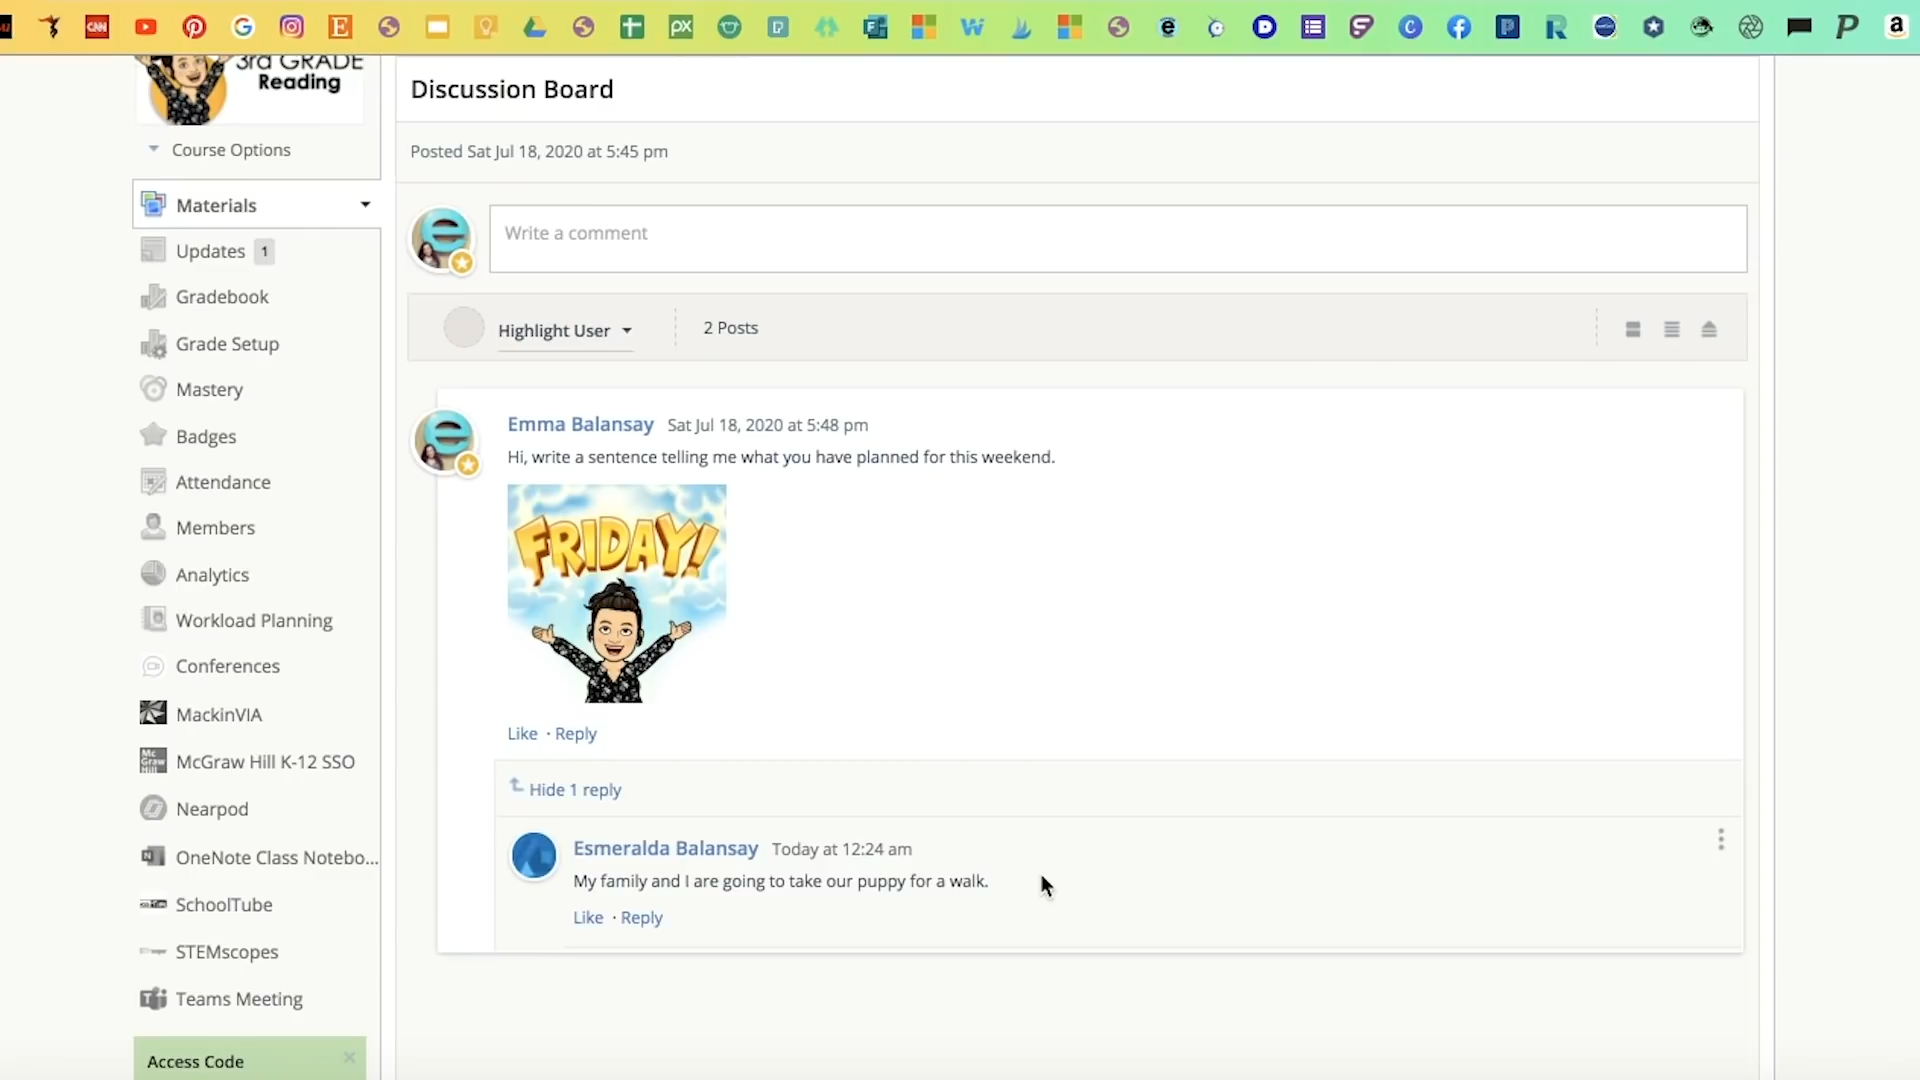 CNN
3rd GRADE
Reading
Course Options
Materials
Updates 1
Gradebook
Grade Setup
Mastery
Badges
Attendance
Members
Analytics
Workload Planning
Conferences
MackinVIA
Mc Graw Hill McGraw Hill K-12 SSO
Nearpod
OneNote Class Notebo...
SchoolTube
STEMscopes
Teams Meeting
Access Code
Discussion Board
Posted Sat Jul 18, 2020 at 5:45 pm
Write a comment
Highlight User
2 Posts
Emma Balansay Sat Jul 18, 2020 at 5:48 pm
Hi, write a sentence telling me what you have planned for this weekend.
FRIDAY!
Like · Reply
Hide 1 reply
Esmeralda Balansay Today at 12:24 am
My family and I are going to take our puppy for a walk.
Like · Reply